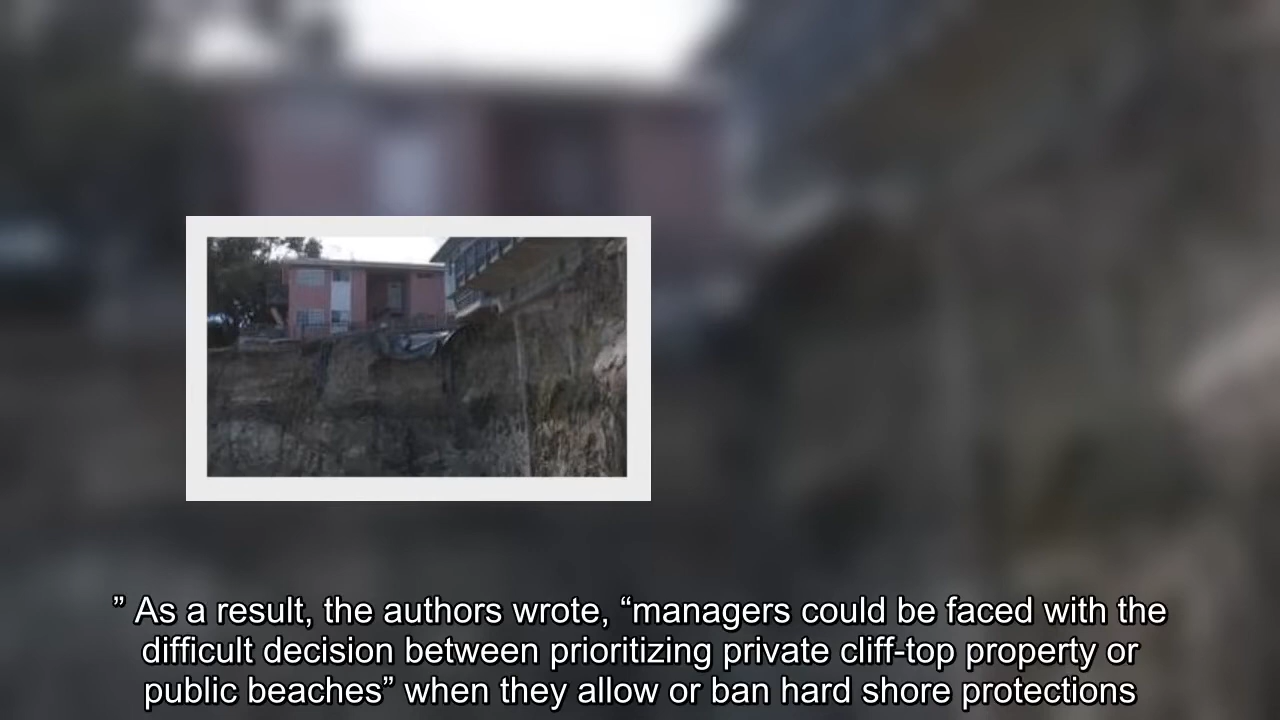 ” As a result, the authors wrote, “managers could be faced with the
difficult decision between prioritizing private cliff-top property or
public beaches” when they allow or ban hard shore protections